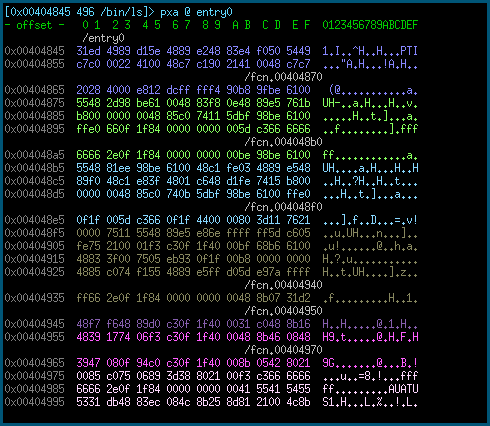 [0x00404845 496 /bin/ls]> pxa @ entry0
- offset -   0 1  2 3  4 5  6 7  8 9  A B  C D  E F  0123456789ABCDEF
/entry0
0x00404845  31ed 4989 d15e 4889 e248 83e4 f050 5449  1.I..^H..H...PTI
0x00404855  c7c0 0022 4100 48c7 c190 2141 0048 c7c7  ..."A.H...!A.H..
/fcn.00404870
0x00404865  2028 4000 e812 dcff fff4 90b8 9fbe 6100   (@...........a.
0x00404875  5548 2d98 be61 0048 83f8 0e48 89e5 761b  UH-..a.H...H..v.
0x00404885  b800 0000 0048 85c0 7411 5dbf 98be 6100  .....H..t.]...a.
0x00404895  ffe0 660f 1f84 0000 0000 005d c366 6666  ..f........].fff
/fcn.004048b0
0x004048a5  6666 2e0f 1f84 0000 0000 00be 98be 6100  ff............a.
0x004048b5  5548 81ee 98be 6100 48c1 fe03 4889 e548  UH....a.H...H..H
0x004048c5  89f0 48c1 e83f 4801 c648 d1fe 7415 b800  ..H..?H..H..t...
0x004048d5  0000 0048 85c0 740b 5dbf 98be 6100 ffe0  ...H..t.]...a...
/fcn.004048f0
0x004048e5  0f1f 005d c366 0f1f 4400 0080 3d11 7621  ...].f..D...=.v!
0x004048f5  0000 7511 5548 89e5 e86e ffff ff5d c605  ..u.UH...n...]..
0x00404905  fe75 2100 01f3 c30f 1f40 00bf 68b6 6100  .u!......@..h.a.
0x00404915  4883 3f00 7505 eb93 0f1f 00b8 0000 0000  H.?.u...........
0x00404925  4885 c074 f155 4889 e5ff d05d e97a ffff  H..t.UH....].z..
/fcn.00404940
0x00404935  ff66 2e0f 1f84 0000 0000 0048 8b07 31d2  .f.........H..1.
/fcn.00404950
0x00404945  48f7 f648 89d0 c30f 1f40 0031 c048 8b16  H..H.....@.1.H..
0x00404955  4839 1774 06f3 c30f 1f40 0048 8b46 0848  H9.t.....@.H.F.H
/fcn.00404970
0x00404965  3947 080f 94c0 c30f 1f40 008b 0542 8021  9G.......@...B.!
0x00404975  0085 c075 0689 3d38 8021 00f3 c366 6666  ...u..=8.!...fff
0x00404985  6666 2e0f 1f84 0000 0000 0041 5541 5455  ff.........AUATU
0x00404995  5331 db48 83ec 084c 8b25 8d81 2100 4c8b  S1.H...L.%..!.L.